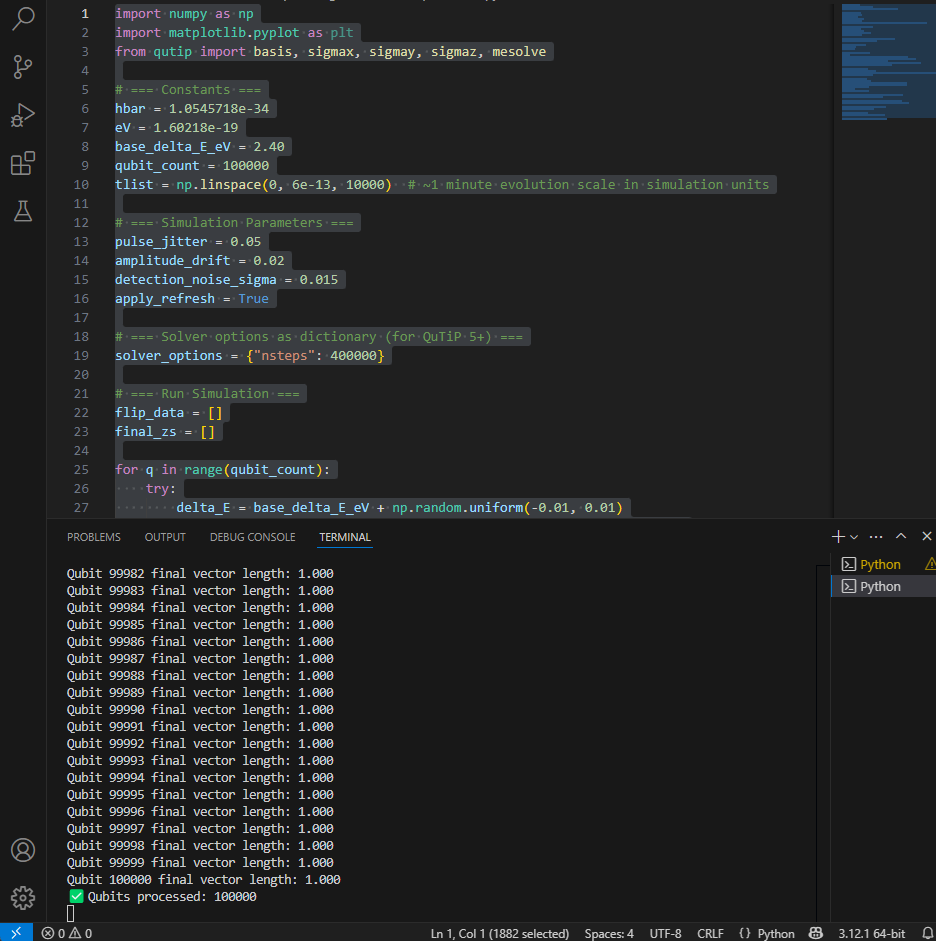 1 import numpy as np
2 import matplotlib.pyplot as plt
3 from qutip import basis, sigmax, sigmay, sigmaz, mesolve
4
5 # === Constants ===
6 hbar = 1.0545718e-34
7 eV = 1.60218e-19
8 base_delta_E_eV = 2.40
9 qubit_count = 100000
10 tlist = np.linspace(0, 6e-13, 10000)  # ~1 minute evolution scale in simulation units
11
12 # === Simulation Parameters ===
13 pulse_jitter = 0.05
14 amplitude_drift = 0.02
15 detection_noise_sigma = 0.015
16 apply_refresh = True
17
18 # === Solver options as dictionary (for QuTiP 5+) ===
19 solver_options = {"nsteps": 400000}
20
21 # === Run Simulation ===
22 flip_data = []
23 final_zs = []
24
25 for q in range(qubit_count):
26     try:
27         delta_E = base_delta_E_eV + np.random.uniform(-0.01, 0.01)
PROBLEMS OUTPUT DEBUG CONSOLE TERMINAL
Python
Python
Qubit 99982 final vector length: 1.000
Qubit 99983 final vector length: 1.000
Qubit 99984 final vector length: 1.000
Qubit 99985 final vector length: 1.000
Qubit 99986 final vector length: 1.000
Qubit 99987 final vector length: 1.000
Qubit 99988 final vector length: 1.000
Qubit 99989 final vector length: 1.000
Qubit 99990 final vector length: 1.000
Qubit 99991 final vector length: 1.000
Qubit 99992 final vector length: 1.000
Qubit 99993 final vector length: 1.000
Qubit 99994 final vector length: 1.000
Qubit 99995 final vector length: 1.000
Qubit 99996 final vector length: 1.000
Qubit 99997 final vector length: 1.000
Qubit 99998 final vector length: 1.000
Qubit 99999 final vector length: 1.000
Qubit 100000 final vector length: 1.000
✅ Qubits processed: 100000
0 0 Ln 1, Col 1 (1882 selected) Spaces: 4 UTF-8 CRLF {} Python 3.12.1 64-bit